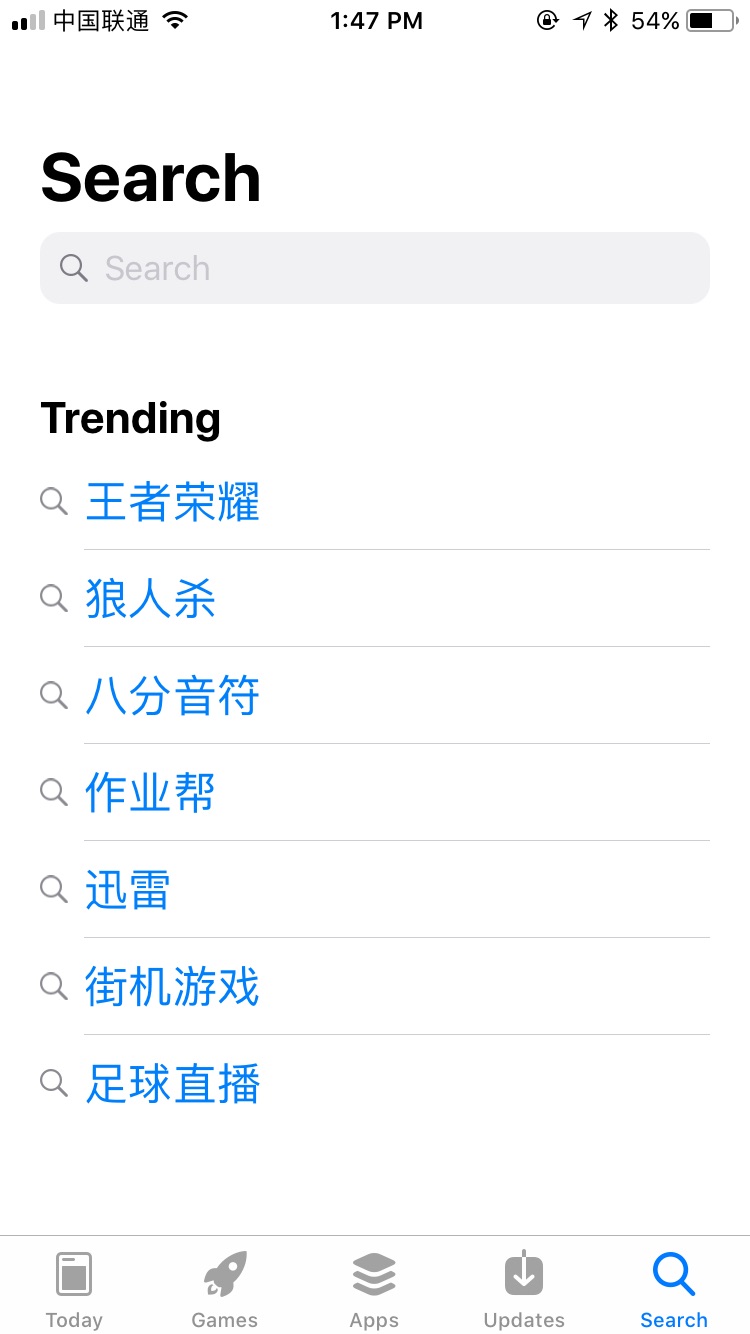 中国联通 1:47 PM 54%
Search
Search
Trending
王者荣耀
狼人杀
八分音符
作业帮
迅雷
街机游戏
足球直播
Today Games Apps Updates Search